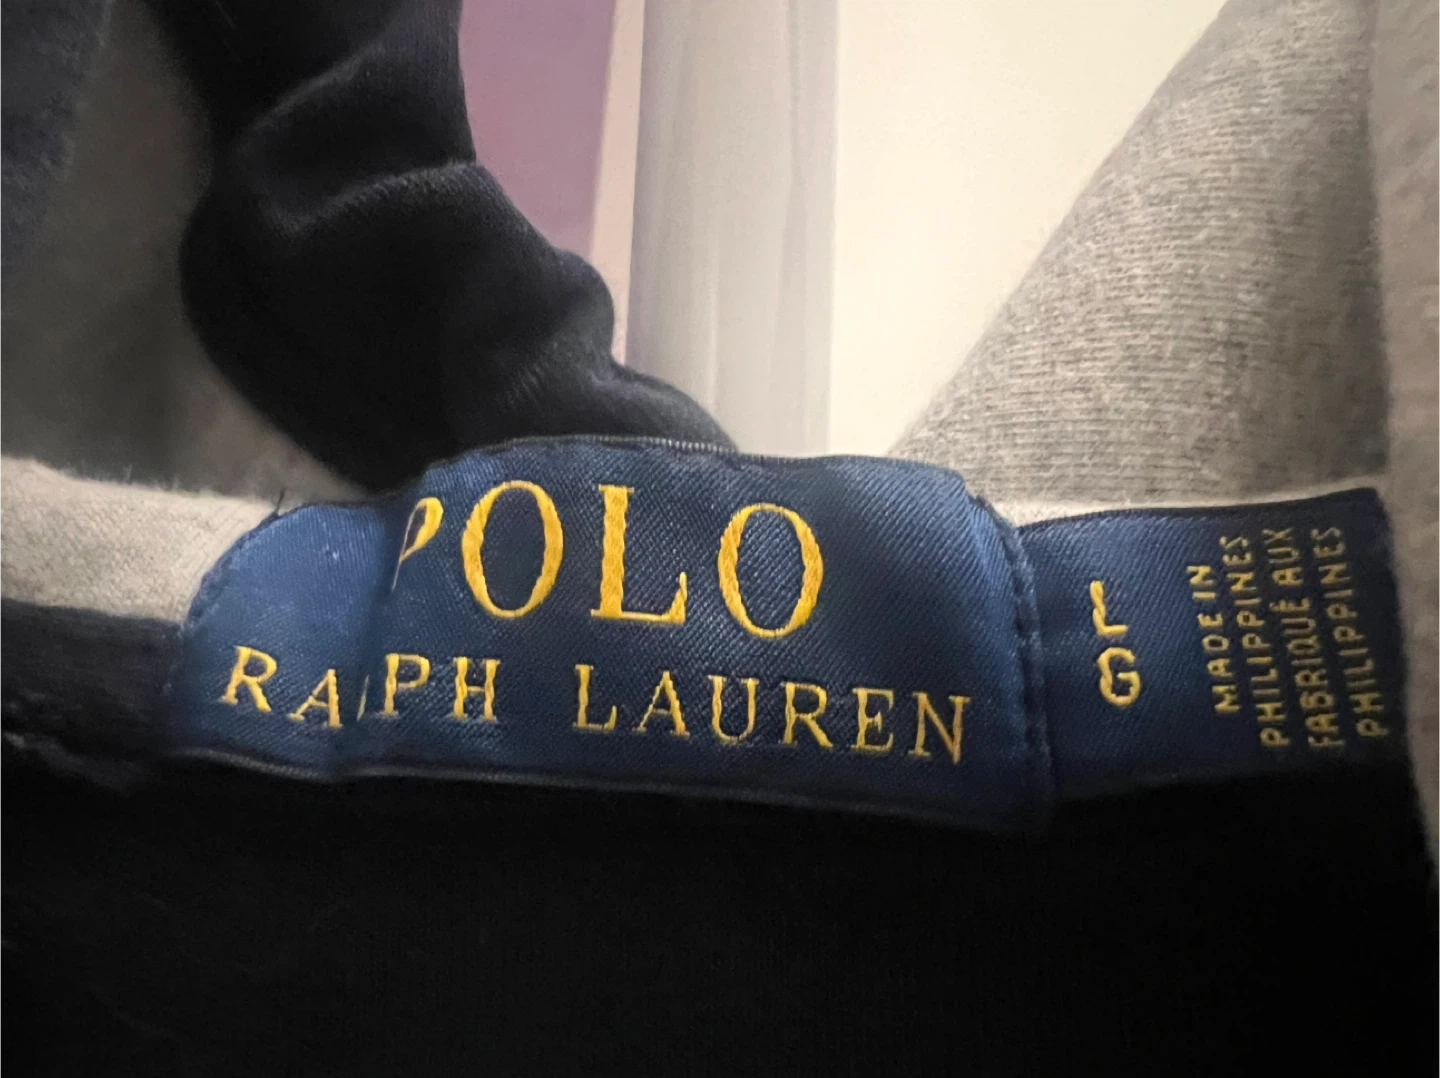 POLO
RALPH LAUREN
L
G
MADE IN
PHILIPPINES
FABRIQUÉ AUX
PHILIPPINES